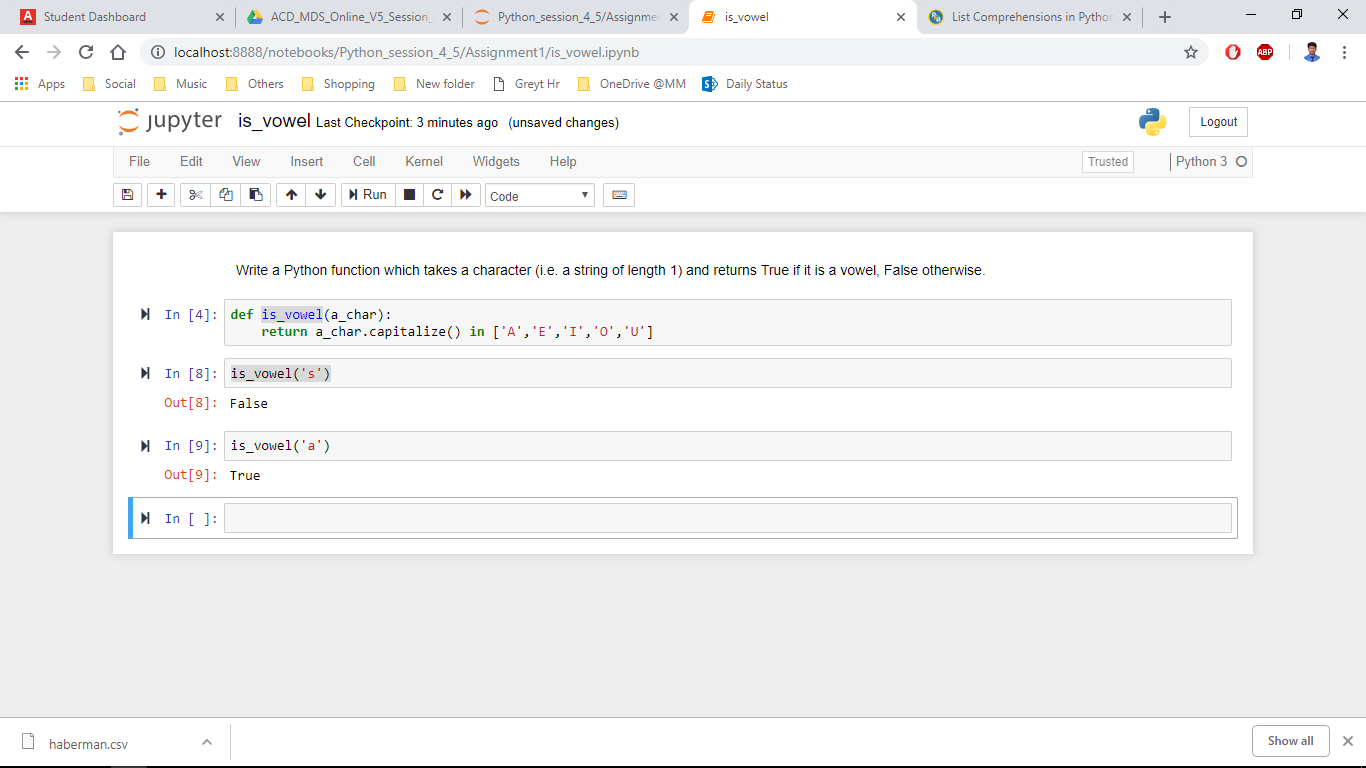 Student Dashboard
ACD_MDS_Online_V5_Session_
Python_session_4_5/Assignmen
is_vowel
List Comprehensions in Python
localhost:8888/notebooks/Python_session_4_5/Assignment1/is_vowel.ipynb
ABP
Apps Social Music Others Shopping New folder Greyt Hr OneDrive @MM Daily Status
jupyter is_vowel Last Checkpoint: 3 minutes ago (unsaved changes)
Logout
File Edit View Insert Cell Kernel Widgets Help
Trusted
Python 3
Run
Code
Write a Python function which takes a character (i.e. a string of length 1) and returns True if it is a vowel, False otherwise.
In [4]: def is_vowel(a_char):
return a_char.capitalize() in ['A','E','I','O','U']
In [8]: is_vowel('s')
Out[8]: False
In [9]: is_vowel('a')
Out[9]: True
In [ ]:
haberman.csv
Show all